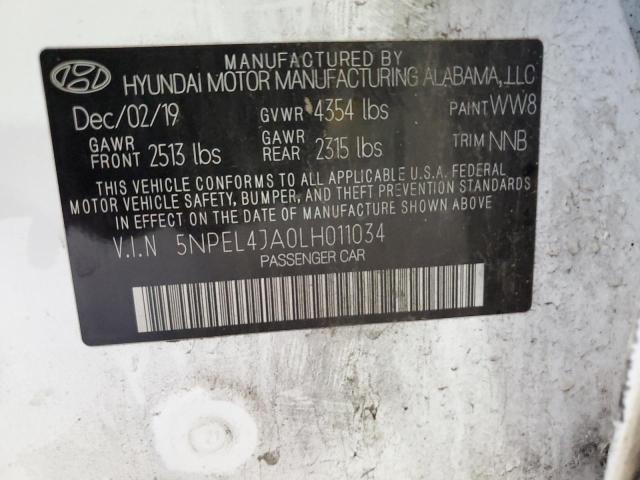 MANUFACTURED BY
HYUNDAI MOTOR MANUFACTURING ALABAMA, LLC
Dec/02/19 GVWR 4354 lbs PAINT WW8
GAWR FRONT 2513 lbs GAWR REAR 2315 lbs TRIM NNB
THIS VEHICLE CONFORMS TO ALL APPLICABLE U.S.A. FEDERAL
MOTOR VEHICLE SAFETY, BUMPER, AND THEFT PREVENTION STANDARDS
IN EFFECT ON THE DATE OF MANUFACTURE SHOWN ABOVE
V.I.N 5NPEL4JA0LH011034
PASSENGER CAR